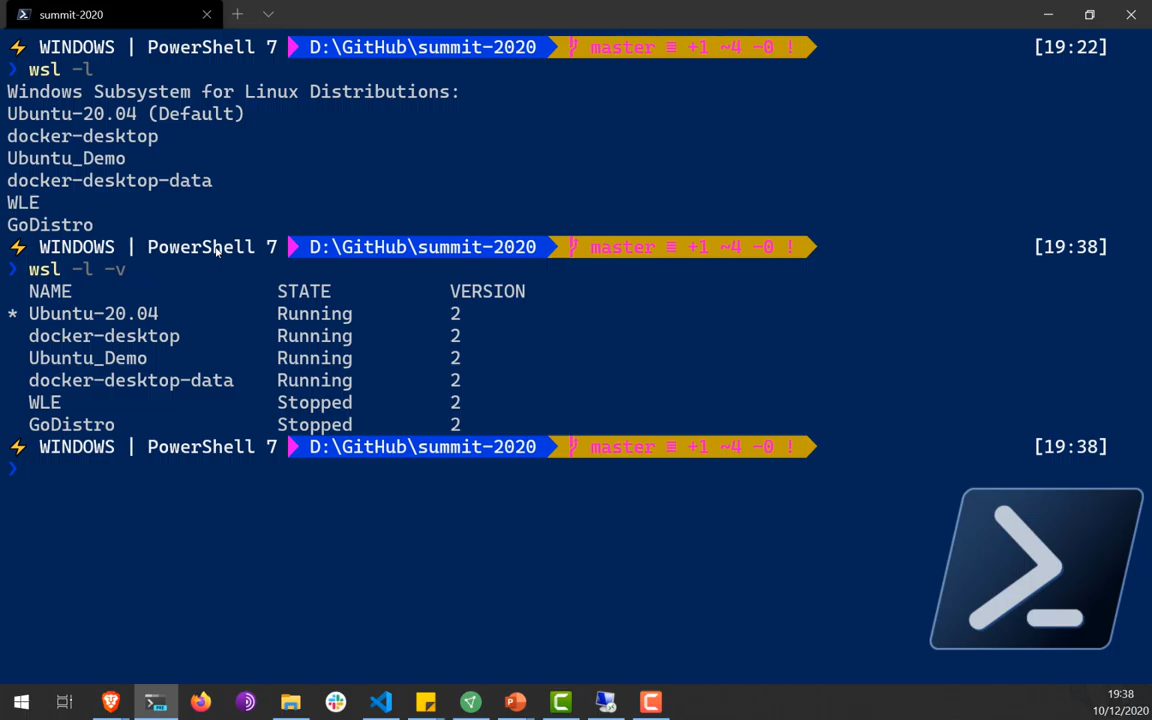 summit-2020
WINDOWS | PowerShell 7 D:\GitHub\summit-2020 master ≡ +1 ~4 -0 ! [19:22]
❯ wsl -l
Windows Subsystem for Linux Distributions:
Ubuntu-20.04 (Default)
docker-desktop
Ubuntu_Demo
docker-desktop-data
WLE
GoDistro
WINDOWS | PowerShell 7 D:\GitHub\summit-2020 master ≡ +1 ~4 -0 ! [19:38]
❯ wsl -l -v
NAME STATE VERSION
* Ubuntu-20.04 Running 2
docker-desktop Running 2
Ubuntu_Demo Running 2
docker-desktop-data Running 2
WLE Stopped 2
GoDistro Stopped 2
WINDOWS | PowerShell 7 D:\GitHub\summit-2020 master ≡ +1 ~4 -0 ! [19:38]
❯
19:38
10/12/2020